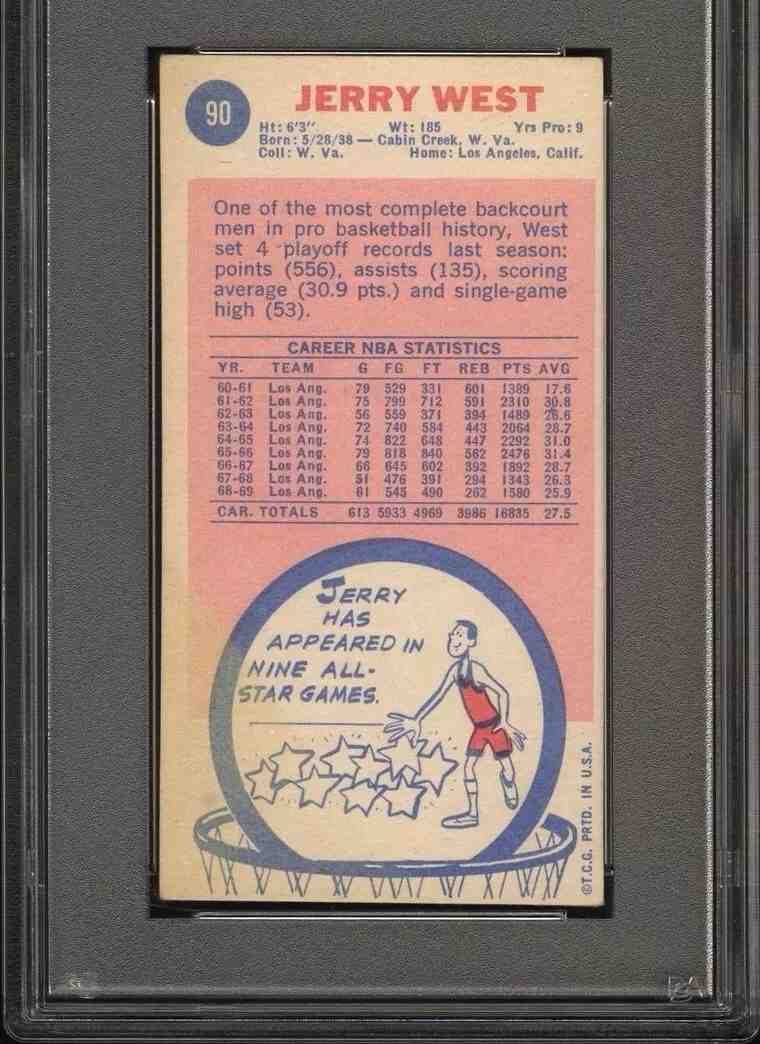 90
JERRY WEST
Ht: 6'3" Wt: 185 Yrs Pro: 9
Born: 5/28/38 — Cabin Creek, W. Va.
Coll: W. Va. Home: Los Angeles, Calif.
One of the most complete backcourt
men in pro basketball history, West
set 4 playoff records last season:
points (556), assists (135), scoring
average (30.9 pts.) and single-game
high (53).
CAREER NBA STATISTICS
YR. TEAM G FG FT REB PTS AVG
60-61 Los Ang. 79 529 331 601 1389 17.6
61-62 Los Ang. 75 799 712 591 2310 30.8
62-63 Los Ang. 56 559 371 394 1489 26.6
63-64 Los Ang. 72 740 584 443 2064 28.7
64-65 Los Ang. 74 822 648 447 2292 31.0
65-66 Los Ang. 79 818 840 562 2476 31.4
66-67 Los Ang. 66 645 602 392 1892 28.7
67-68 Los Ang. 51 476 391 294 1343 26.3
68-69 Los Ang. 61 545 490 262 1580 25.9
CAR. TOTALS 613 5933 4969 3986 16835 27.5
JERRY
HAS
APPEARED IN
NINE ALL-
STAR GAMES.
©T.C.G. PRTD. IN U.S.A.